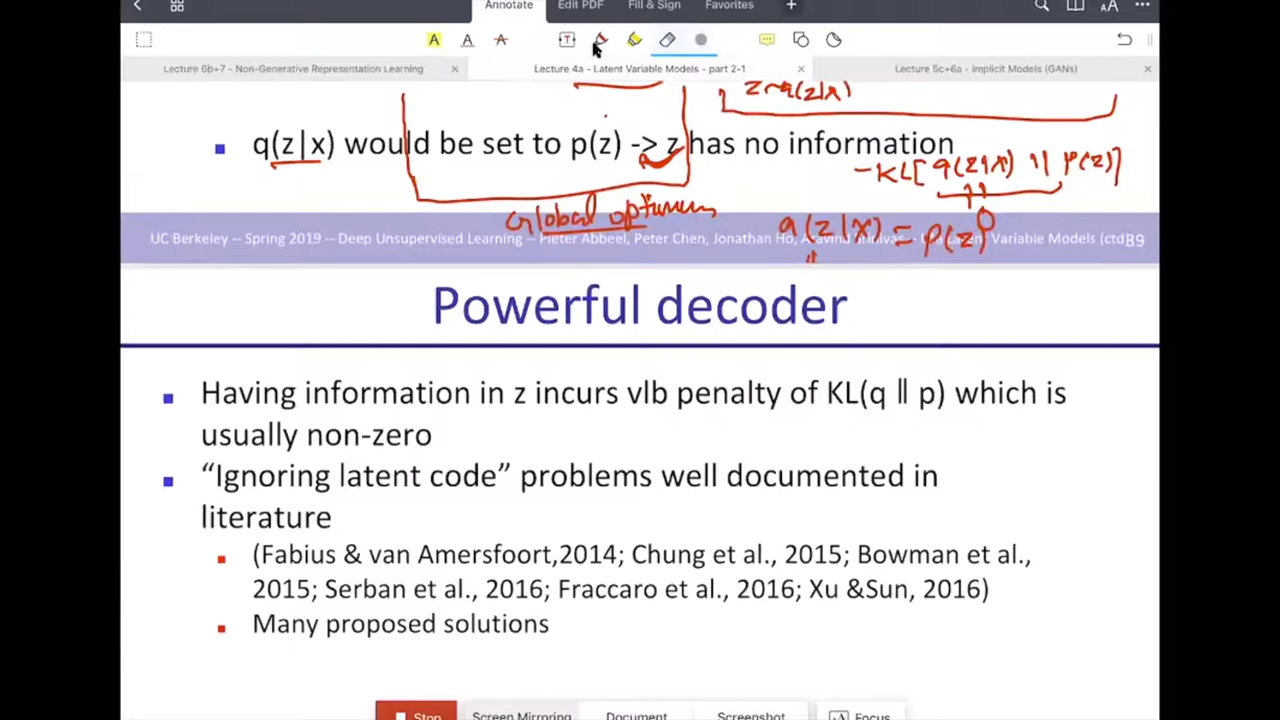 Annotate Edit PDF Fill & Sign Favorites
Lecture 6b+7 - Non-Generative Representation Learning
Lecture 4a - Latent Variable Models - part 2-1
Lecture 5c+6a - Implicit Models (GANs)
z~q(z|x)
q(z|x) would be set to p(z) -> z has no information
-KL[q(z|x) || p(z)]
Global optimum
q(z|x) = p(z)
UC Berkeley -- Spring 2019 -- Deep Unsupervised Learning -- Pieter Abbeel, Peter Chen, Jonathan Ho, Aravind Srinivas -- Latent Variable Models (ctd) 39
Powerful decoder
Having information in z incurs vlb penalty of KL(q ‖ p) which is
usually non-zero
“Ignoring latent code” problems well documented in
literature
(Fabius & van Amersfoort,2014; Chung et al., 2015; Bowman et al.,
2015; Serban et al., 2016; Fraccaro et al., 2016; Xu &Sun, 2016)
Many proposed solutions
Stop Screen Mirroring Document Screenshot Focus